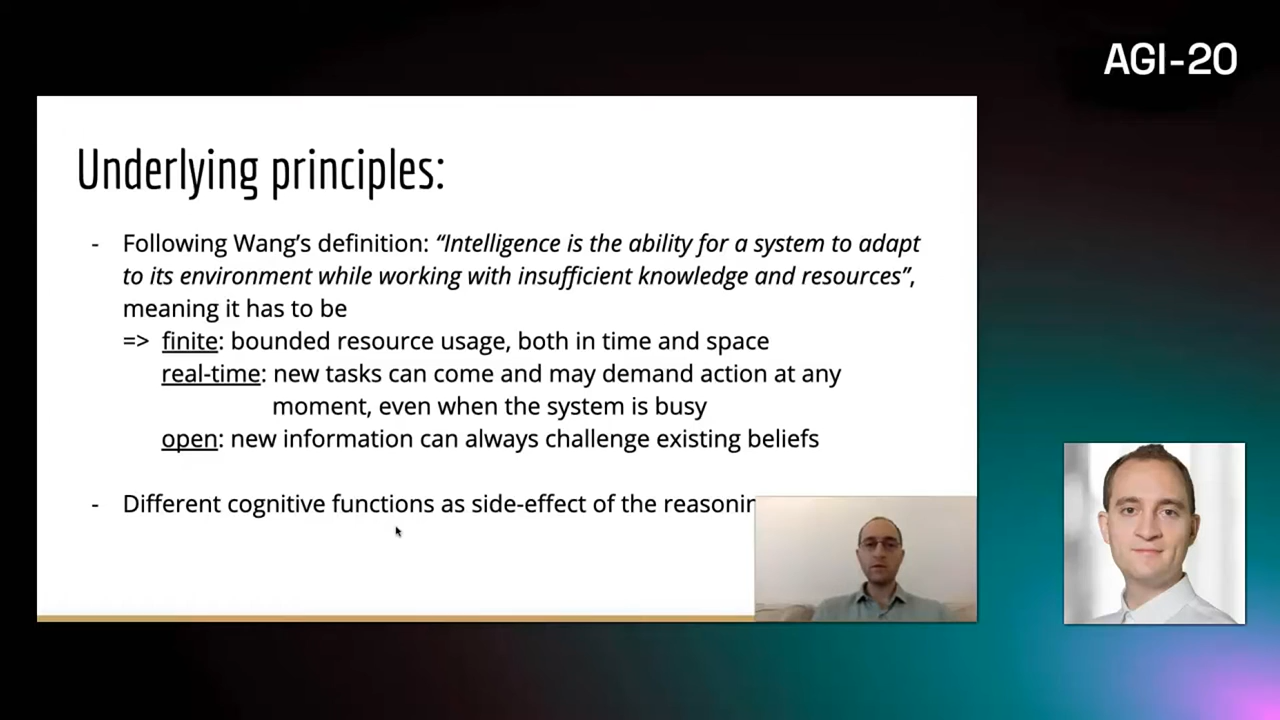 AGI-20
Underlying principles:
- Following Wang's definition: “Intelligence is the ability for a system to adapt
to its environment while working with insufficient knowledge and resources”,
meaning it has to be
=> finite: bounded resource usage, both in time and space
real-time: new tasks can come and may demand action at any
moment, even when the system is busy
open: new information can always challenge existing beliefs
- Different cognitive functions as side-effect of the